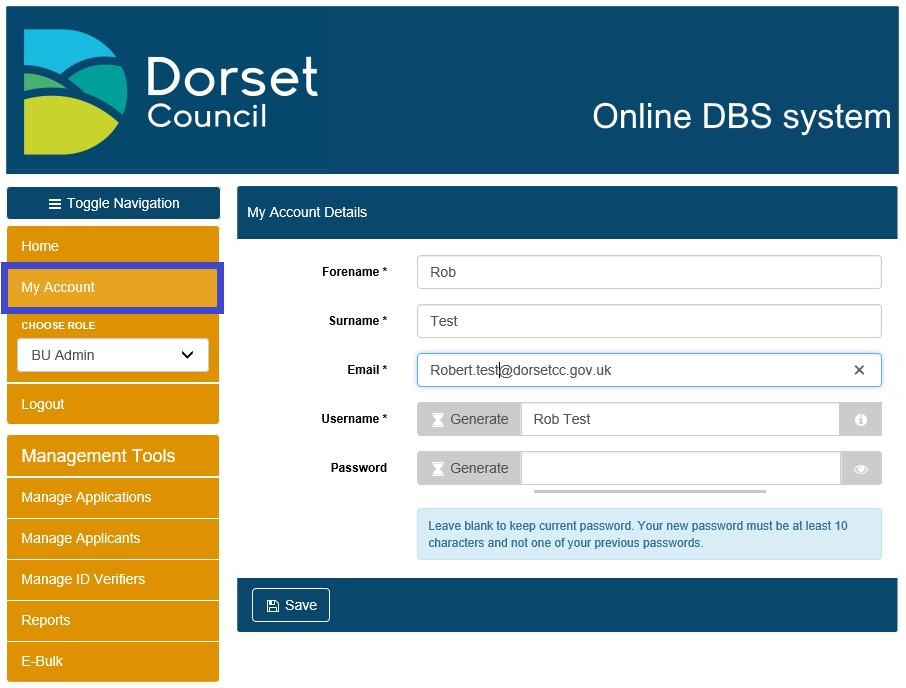 Dorset
Council
Online DBS system
Toggle Navigation
Home
My Account
CHOOSE ROLE
BU Admin
Logout
Management Tools
Manage Applications
Manage Applicants
Manage ID Verifiers
Reports
E-Bulk
My Account Details
Forename * Rob
Surname * Test
Email * Robert.test@dorsetcc.gov.uk
Username * Generate Rob Test
Password Generate
Leave blank to keep current password. Your new password must be at least 10
characters and not one of your previous passwords.
Save